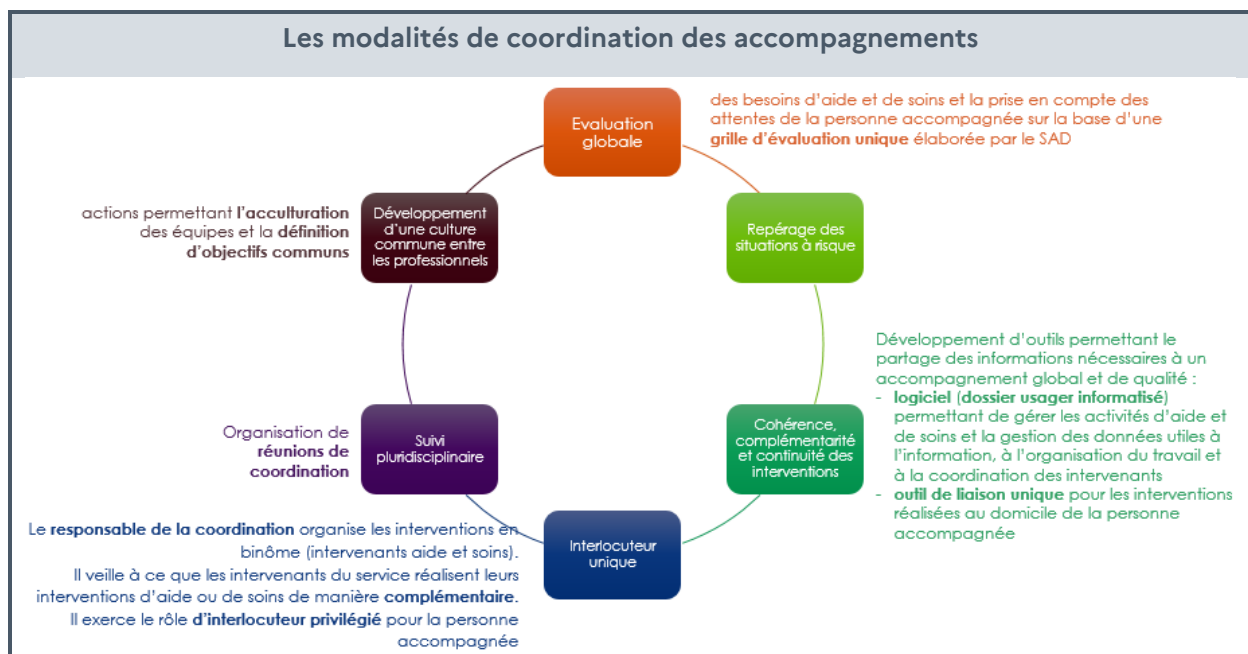 Les modalités de coordination des accompagnements
Evaluation
globale
des besoins d'aide et de soins et la prise en compte des
attentes de la personne accompagnée sur la base d'une
grille d'évaluation unique élaborée par le SAD
Repérage des
situations à risque
Cohérence,
complémentarité
et continuité des
interventions
Développement d'outils permettant le
partage des informations nécessaires à un
accompagnement global et de qualité :
- logiciel (dossier usager informatisé)
permettant de gérer les activités d'aide et
de soins et la gestion des données utiles à
l'information, à l'organisation du travail et
à la coordination des intervenants
- outil de liaison unique pour les interventions
réalisées au domicile de la personne
accompagnée
Interlocuteur
unique
Le responsable de la coordination organise les interventions en
binôme (intervenants aide et soins).
Il veille à ce que les intervenants du service réalisent leurs
interventions d'aide ou de soins de manière complémentaire.
Il exerce le rôle d'interlocuteur privilégié pour la personne
accompagnée
Suivi
pluridisciplinaire
Organisation de
réunions de
coordination
Développement
d'une culture
commune entre
les professionnels
actions permettant l'acculturation
des équipes et la définition
d'objectifs communs